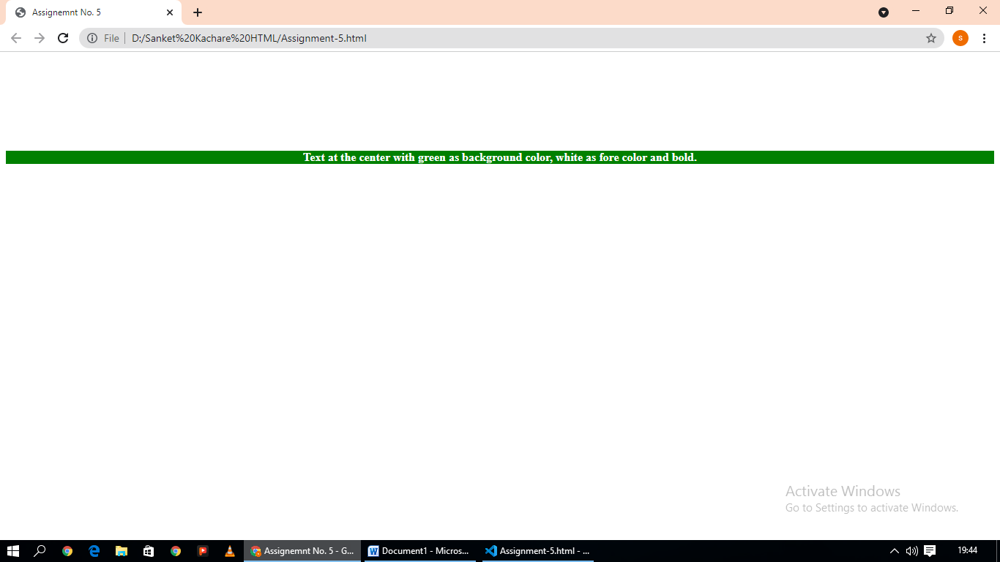 Assignemnt No. 5
File
D:/Sanket%20Kachare%20HTML/Assignment-5.html
s
Text at the center with green as background color, white as fore color and bold.
Activate Windows
Go to Settings to activate Windows.
Assignemnt No. 5 - G...
Document1 - Micros...
Assignment-5.html - ...
19:44